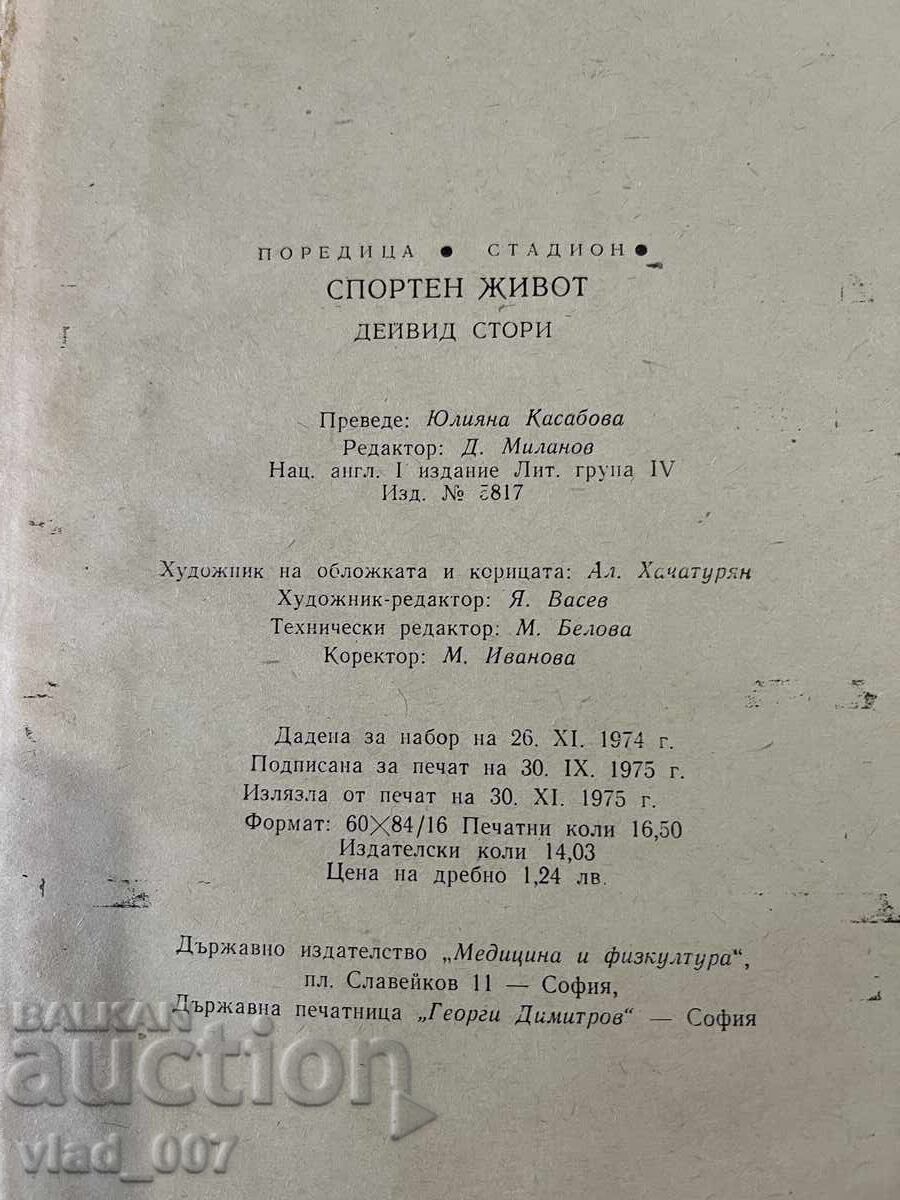 ПОРЕДИЦА ● СТАДИОН ●
СПОРТЕН ЖИВОТ
ДЕЙВИД СТОРИ
Преведе: Юлияна Касабова
Редактор: Д. Миланов
Нац. англ. I издание Лит. група IV
Изд. №
Художник на обложката и корицата: Ал. Хачатурян
Художник-редактор: Я. Васев
Технически редактор: М. Белова
Коректор: М. Иванова
Дадена за набор на 26. XI. 1974 г.
Подписана за печат на 30. IX. 1975 г.
Излязла от печат на 30. XI. 1975 г.
Формат: 60×84/16 Печатни коли 16,50
Издателски коли 14,03
Цена на дребно 1,24 лв.
Държавно издателство „Медицина и физкултура“,
пл. Славейков 11 — София,
Държавна печатница „Георги Димитров“ — София
BALKAN
auction
vlad_007